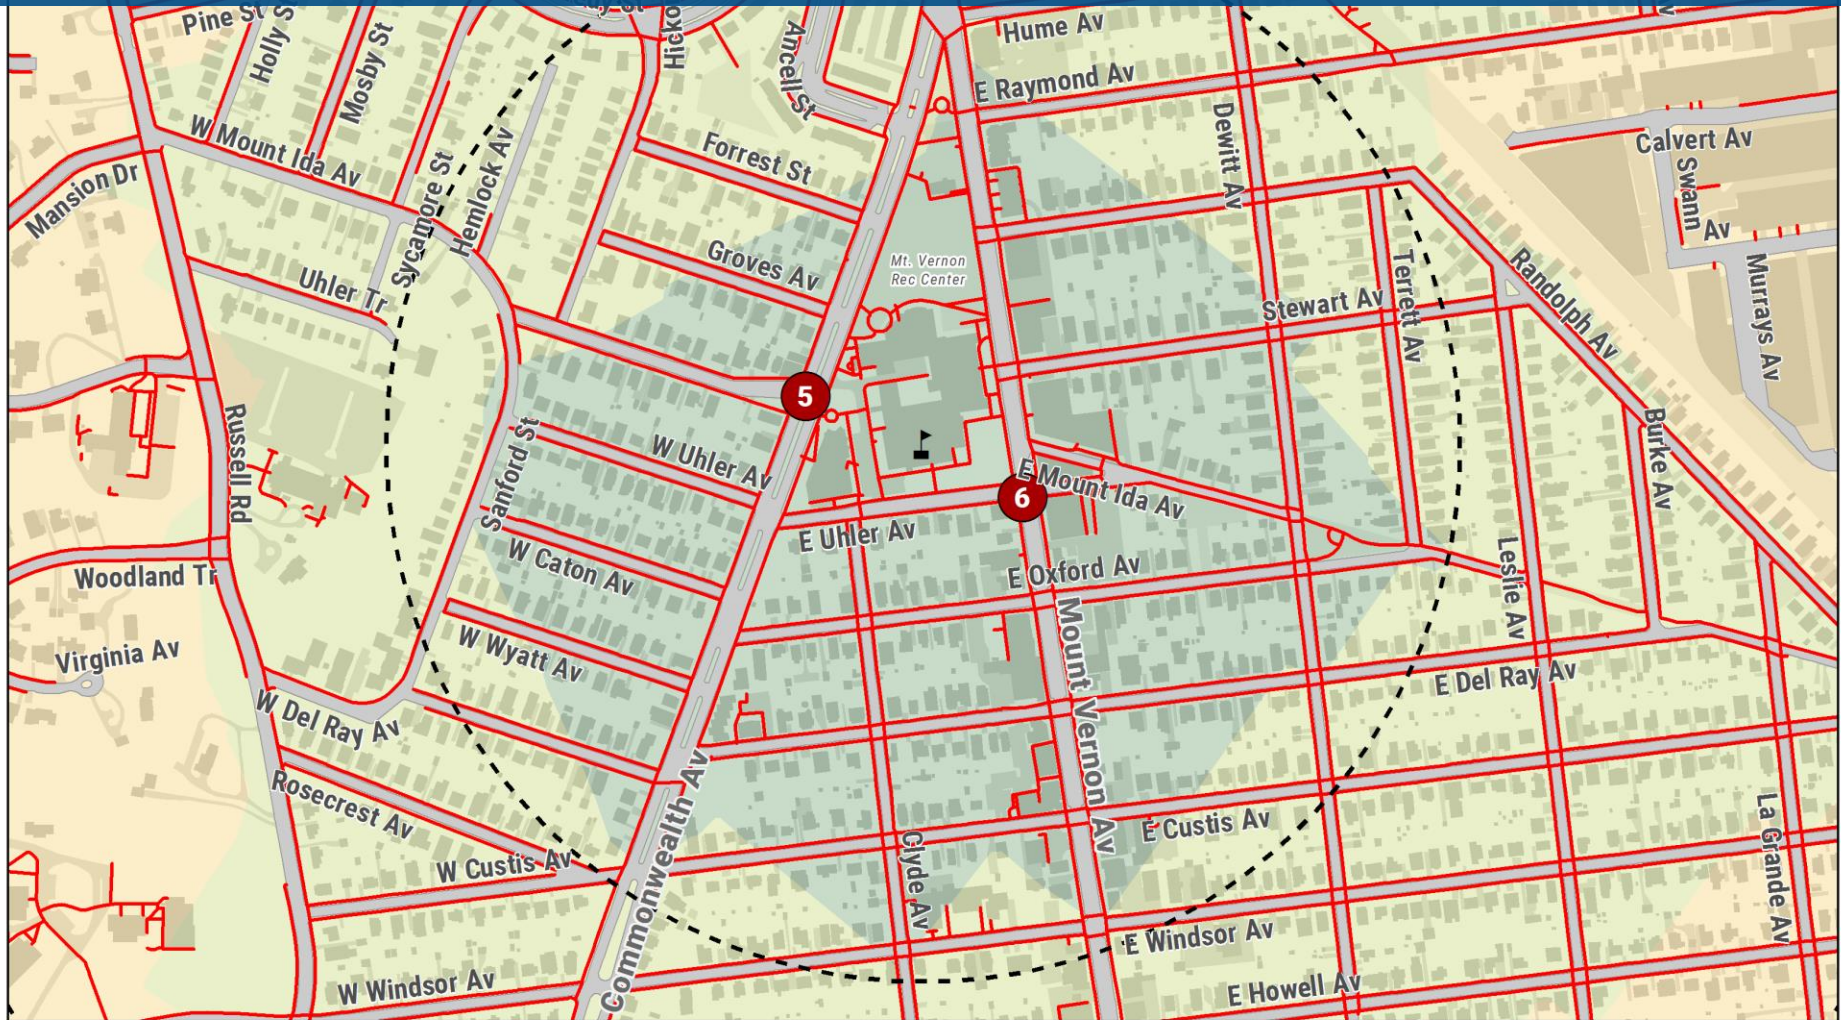 Pine St
Holly S
Mosby St
Hicko
Ancell St
Hume Av
E Raymond Av
Dewitt Av
Calvert Av
Swann
Av
Murrays Av
W Mount Ida Av
Mansion Dr
Sycamore St
Hemlock Av
Forrest St
Groves Av
Mt. Vernon
Rec Center
Uhler Tr
Stewart Av
Terrett Av
Randolph Av
5
Russell Rd
Sanford St
W Uhler Av
6
E Mount Ida Av
Burke Av
E Uhler Av
W Caton Av
E Oxford Av
Leslie Av
Woodland Tr
Virginia Av
W Wyatt Av
Mount Vernon Av
E Del Ray Av
W Del Ray Av
Rosecrest Av
Commonwealth Av
W Custis Av
Clyde Av
E Custis Av
La Grande Av
E Windsor Av
W Windsor Av
E Howell Av